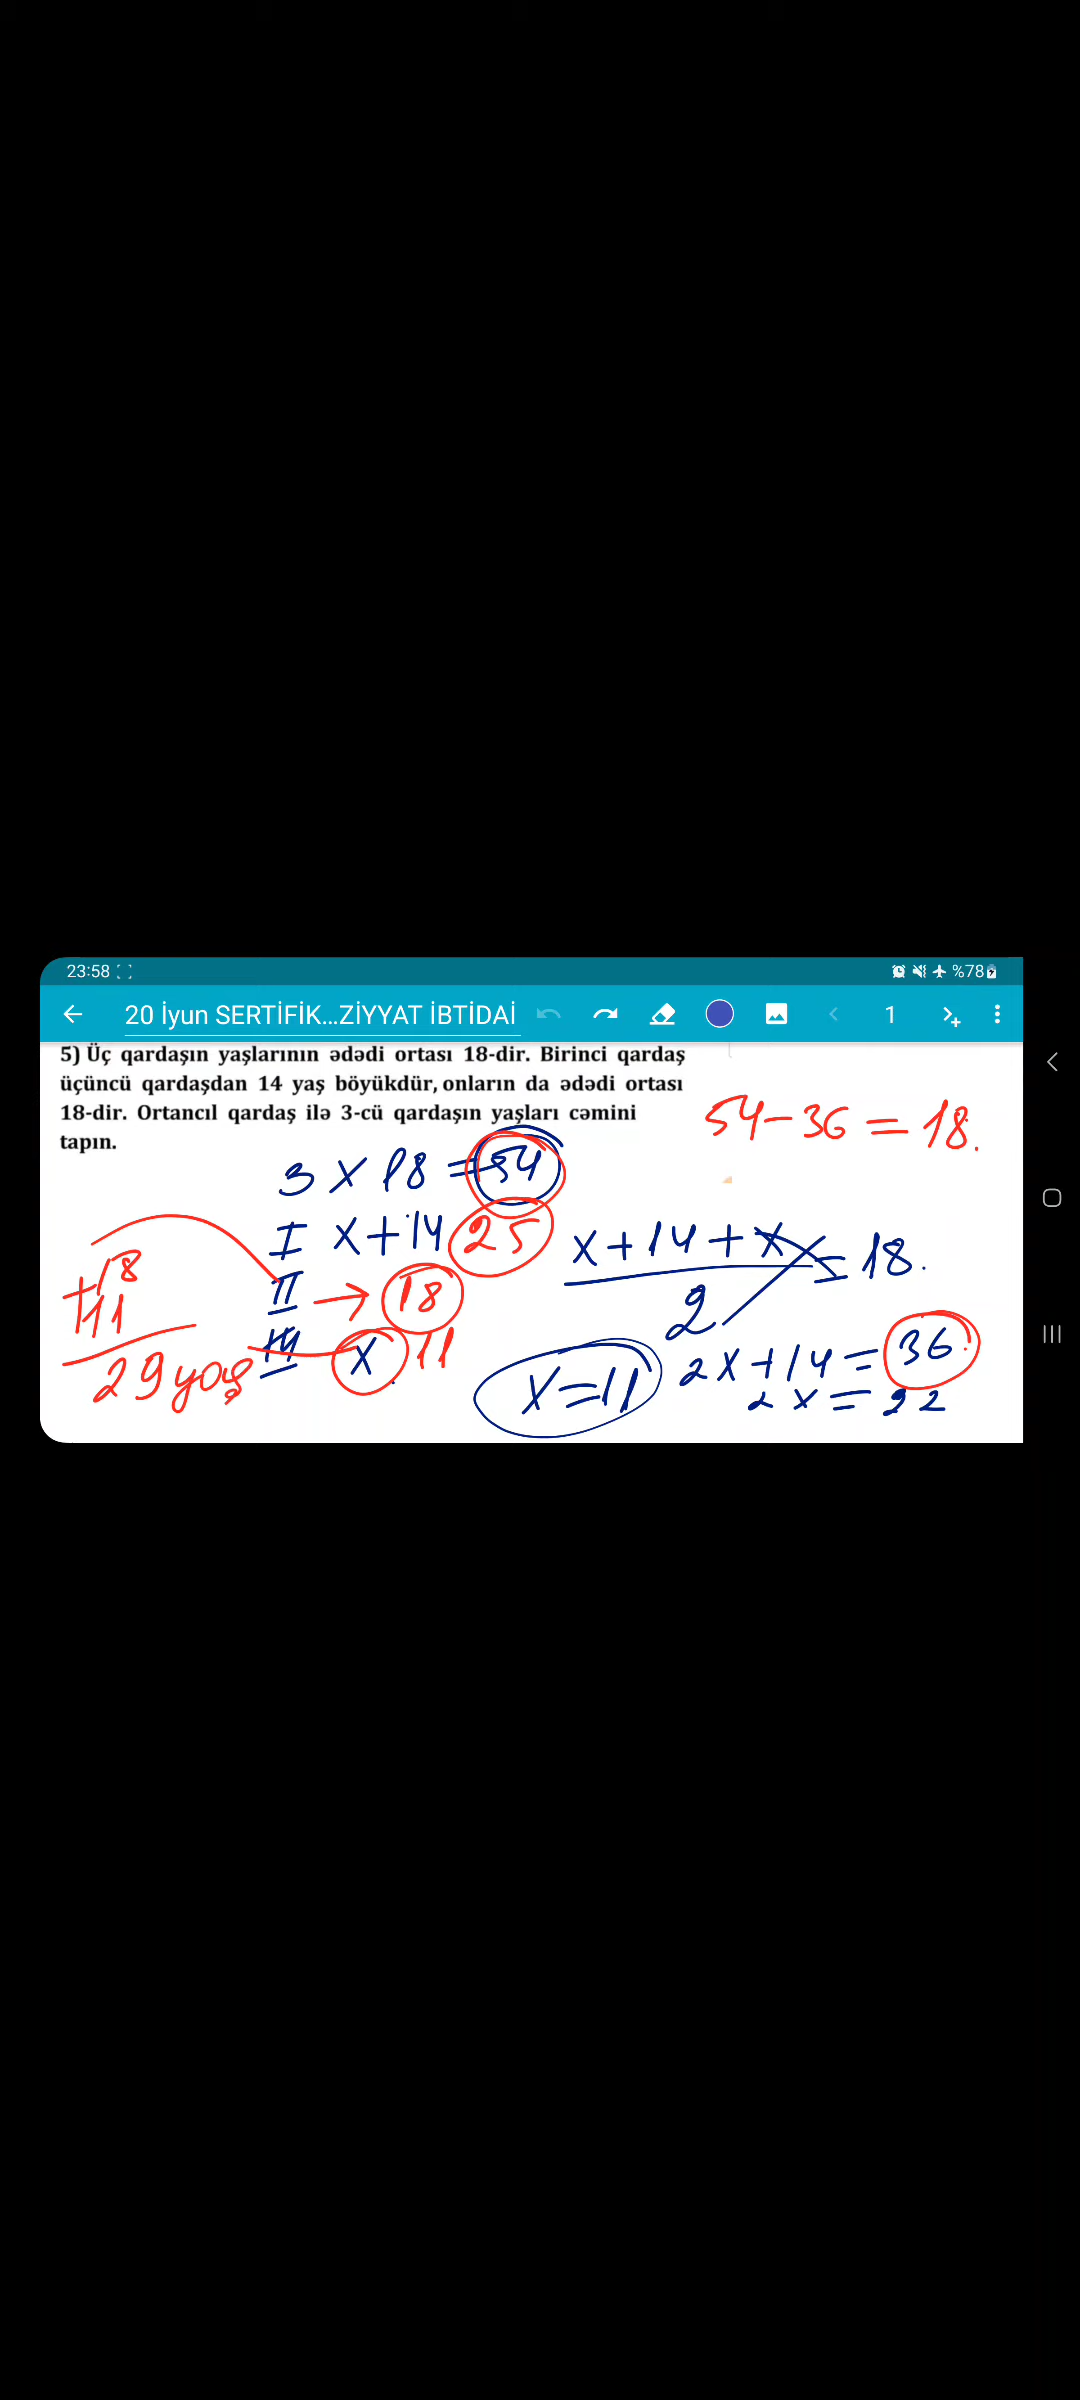 23:58 %78
20 İyun SERTİFİK...ZİYYAT İBTİDAİ 1
5) Üç qardaşın yaşlarının ədədi ortası 18-dir. Birinci qardaş
üçüncü qardaşdan 14 yaş böyükdür, onların da ədədi ortası
18-dir. Ortancıl qardaş ilə 3-cü qardaşın yaşları cəmini
tapın.
54-36=18.
3 x 18 = 54
I x+14 25
II → 18
III x 11
+18
11
29 yaş
x+14+x = 18.
2
2x+14=36
2x=22
x=11